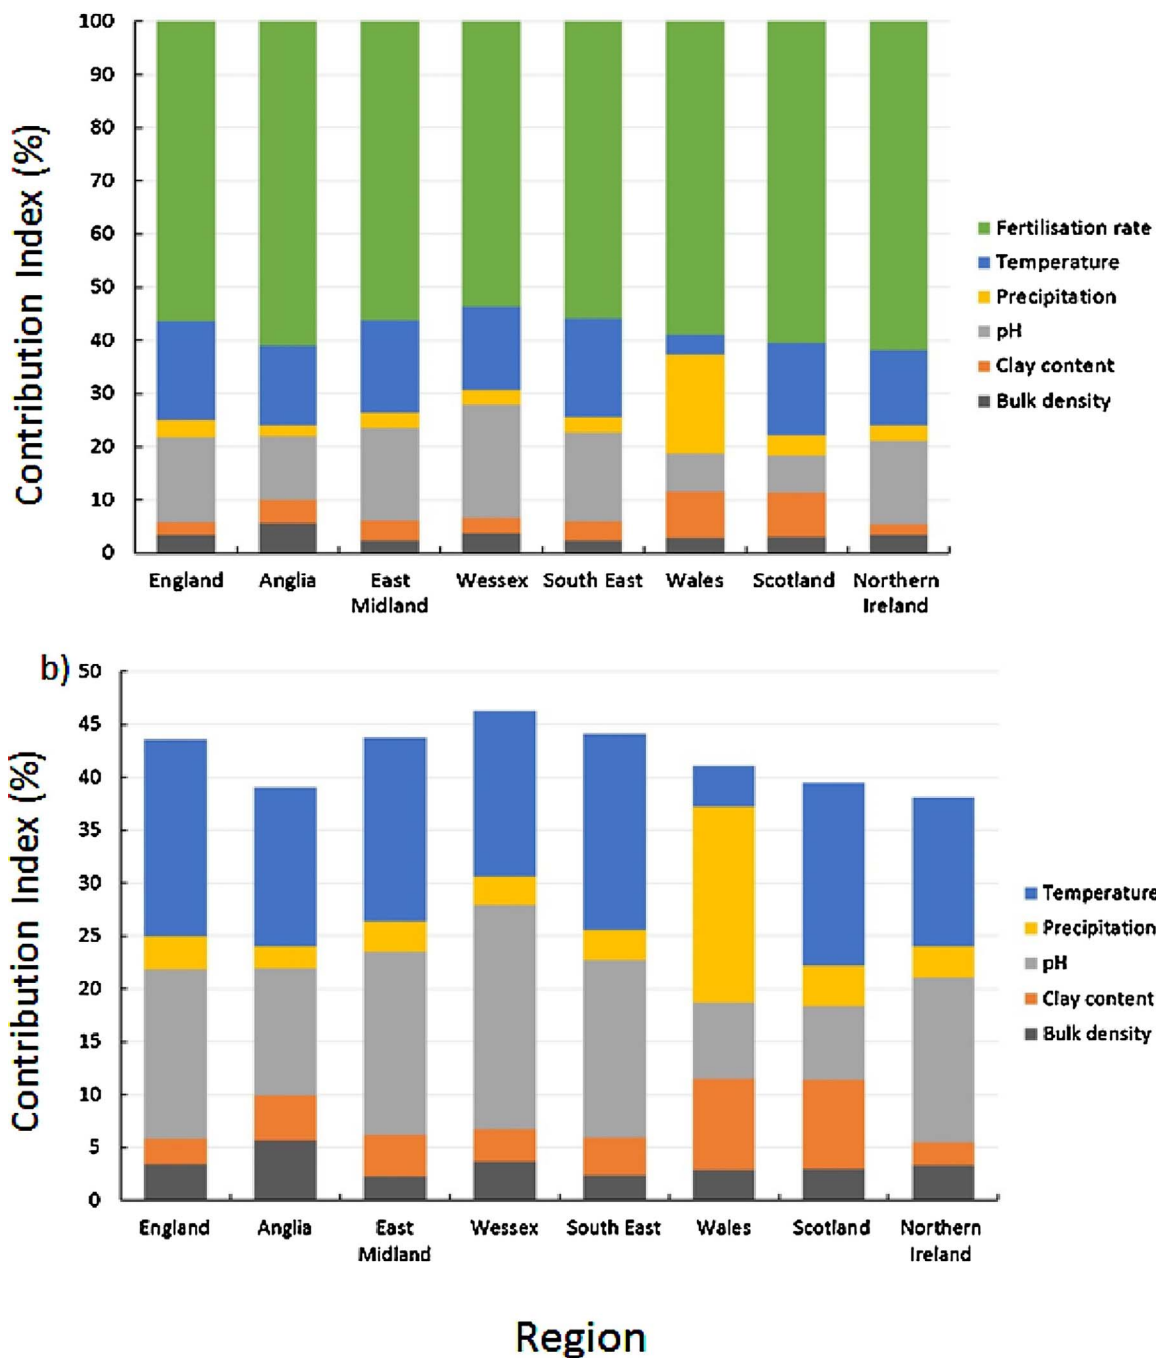 100
90
80
70
60
50
40
30
20
10
0
Contribution Index (%)
England
Anglia
East
Midland
Wessex
South East
Wales
Scotland
Northern
Ireland
Fertilisation rate
Temperature
Precipitation
pH
Clay content
Bulk density
b)
50
45
40
35
30
25
20
15
10
5
0
Contribution Index (%)
England
Anglia
East
Midland
Wessex
South East
Wales
Scotland
Northern
Ireland
Temperature
Precipitation
pH
Clay content
Bulk density
Region